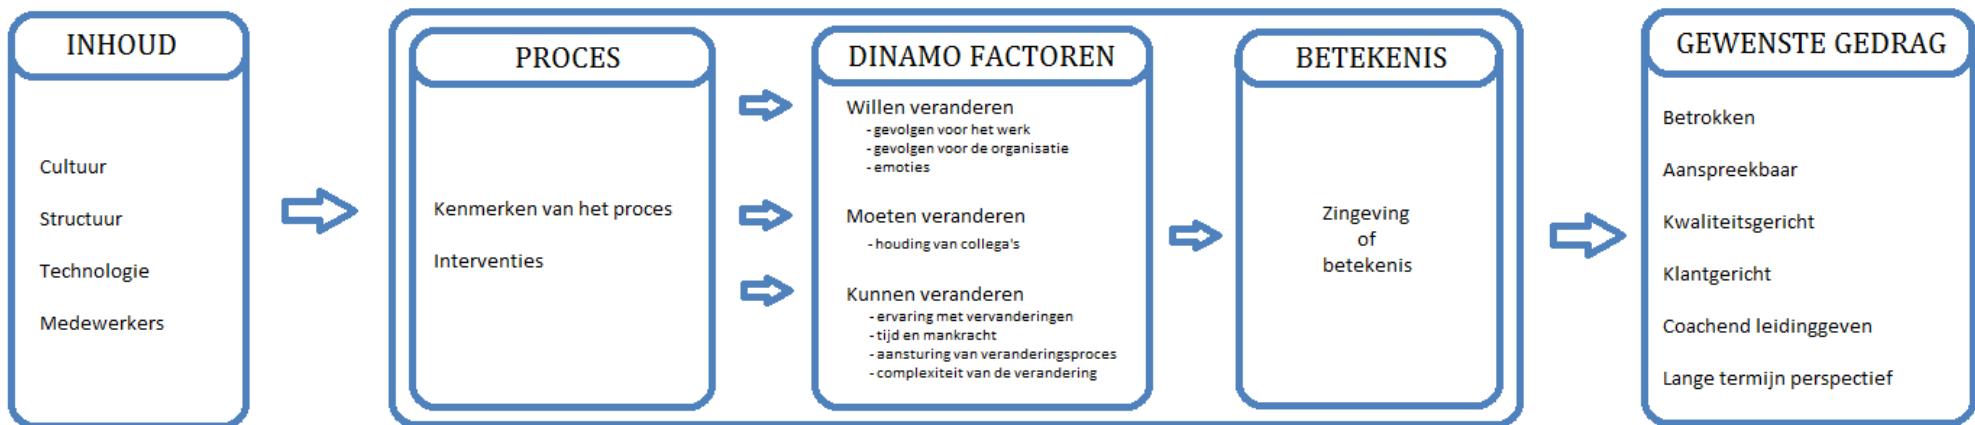 INHOUD
Cultuur
Structuur
Technologie
Medewerkers
PROCES
Kenmerken van het proces
Interventies
DINAMO FACTOREN
Willen veranderen
- gevolgen voor het werk
- gevolgen voor de organisatie
- emoties
Moeten veranderen
- houding van collega's
Kunnen veranderen
- ervaring met vervanderingen
- tijd en mankracht
- aansturing van veranderingsproces
- complexiteit van de verandering
BETEKENIS
Zingeving
of
betekenis
GEWENSTE GEDRAG
Betrokken
Aanspreekbaar
Kwaliteitsgericht
Klantgericht
Coachend leidinggeven
Lange termijn perspectief